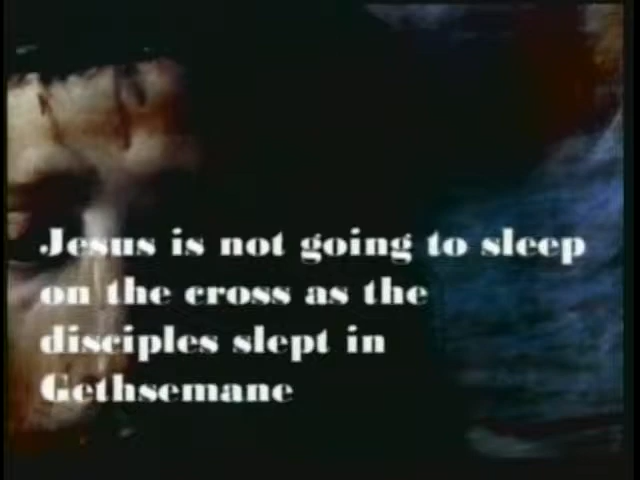 Jesus is not going to sleep
on the cross as the
disciples slept in
Gethsemane